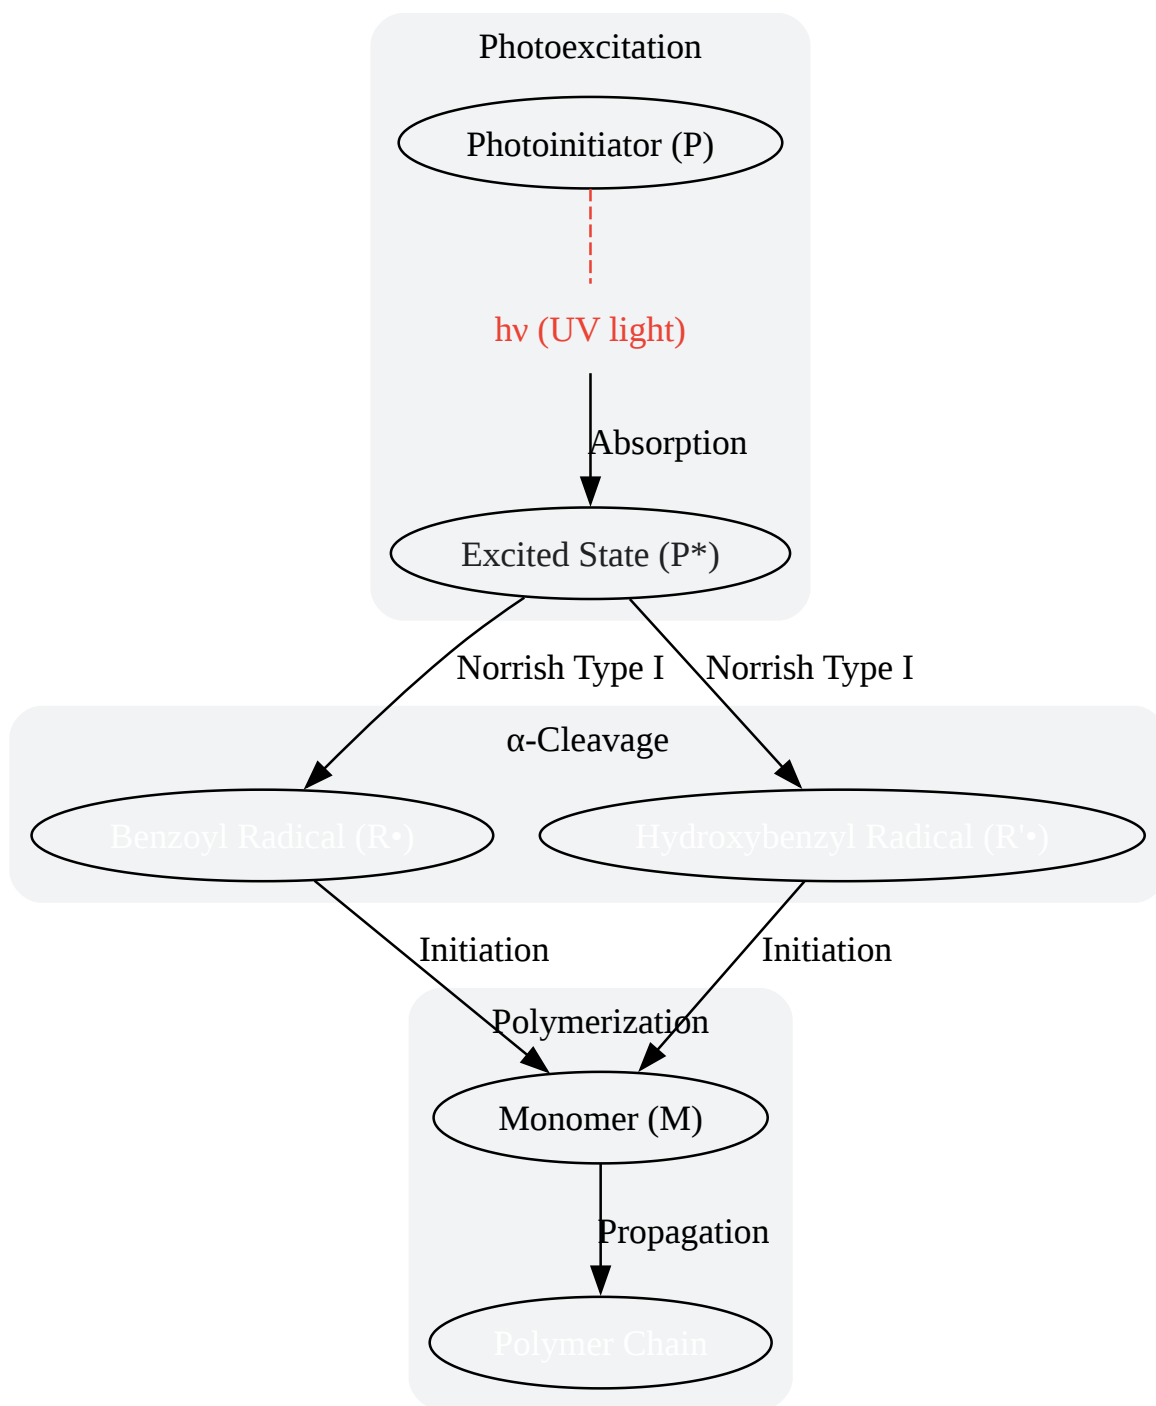 Photoexcitation
Photoinitiator (P)
hν (UV light)
Absorption
Excited State (P*)
Norrish Type I
Norrish Type I
α-Cleavage
Benzoyl Radical (R•)
Hydroxybenzyl Radical (R'•)
Initiation
Initiation
Polymerization
Monomer (M)
Propagation
Polymer Chain